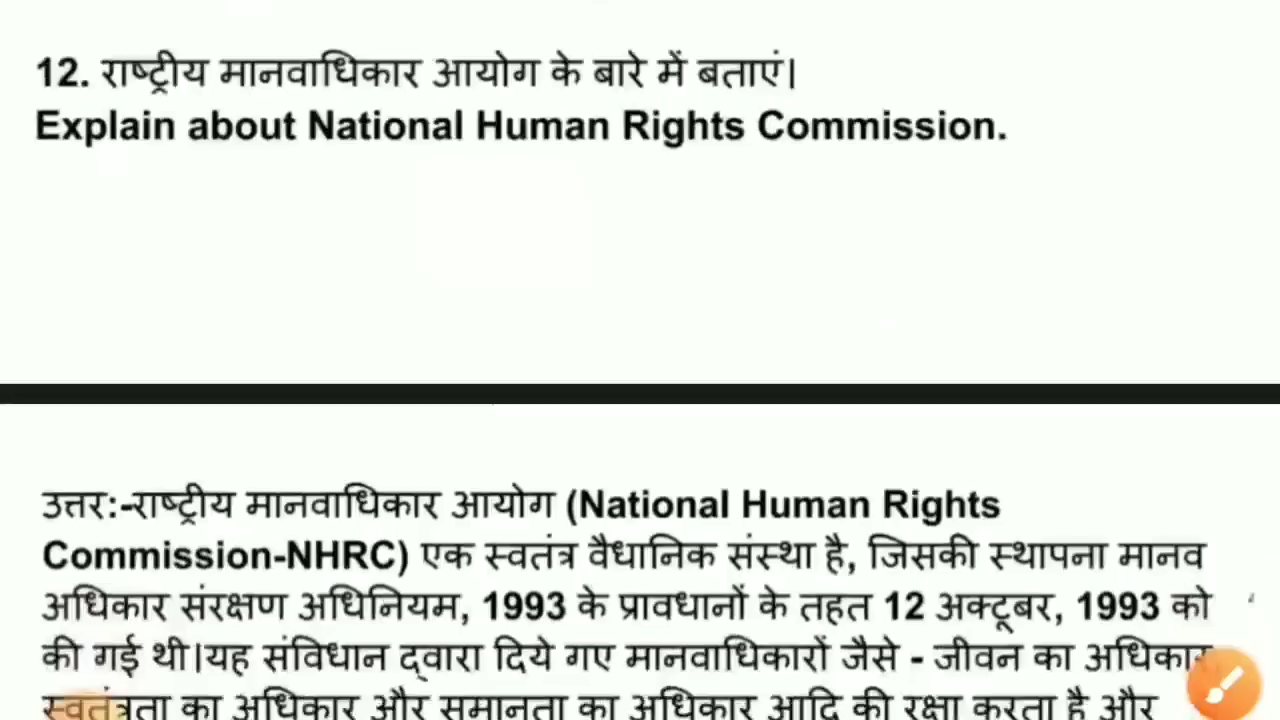 12. राष्ट्रीय मानवाधिकार आयोग के बारे में बताएं।
Explain about National Human Rights Commission.
उत्तर:-राष्ट्रीय मानवाधिकार आयोग (National Human Rights
Commission-NHRC) एक स्वतंत्र वैधानिक संस्था है, जिसकी स्थापना मानव
अधिकार संरक्षण अधिनियम, 1993 के प्रावधानों के तहत 12 अक्टूबर, 1993 को
की गई थी।यह संविधान द्वारा दिये गए मानवाधिकारों जैसे - जीवन का अधिकार
स्वतंत्रता का अधिकार और समानता का अधिकार आदि की रक्षा करता है और